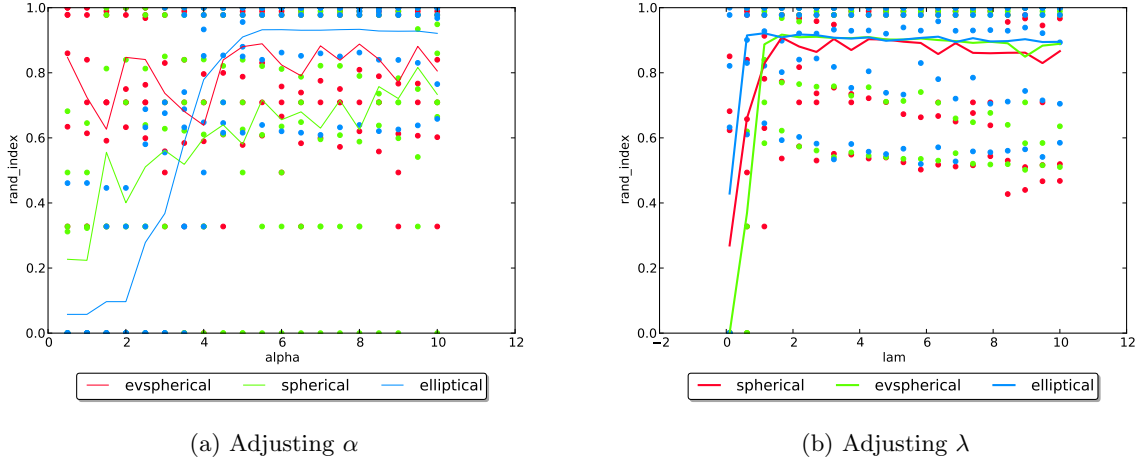 1.0
0.8
0.6
0.4
0.2
0.0
rand_index
0 2 4 6 8 10 12
alpha
evspherical spherical elliptical
(a) Adjusting α
1.0
0.8
0.6
0.4
0.2
0.0
rand_index
−2 0 2 4 6 8 10 12
lam
spherical evspherical elliptical
(b) Adjusting λ